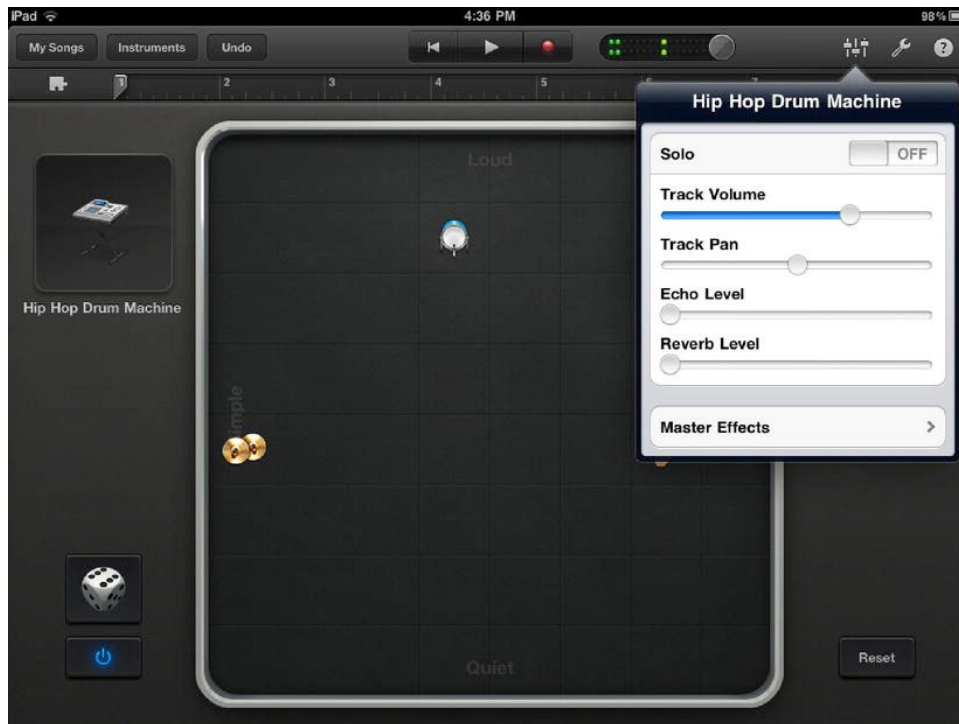 iPad 4:36 PM 98%
My Songs Instruments Undo
1 2 3 4 5
Hip Hop Drum Machine
Solo OFF
Track Volume
Track Pan
Echo Level
Reverb Level
Master Effects
Loud
Hip Hop Drum Machine
Quiet
Reset